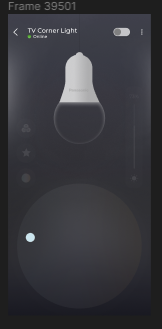 Frame 39501
TV Corner Light
Online